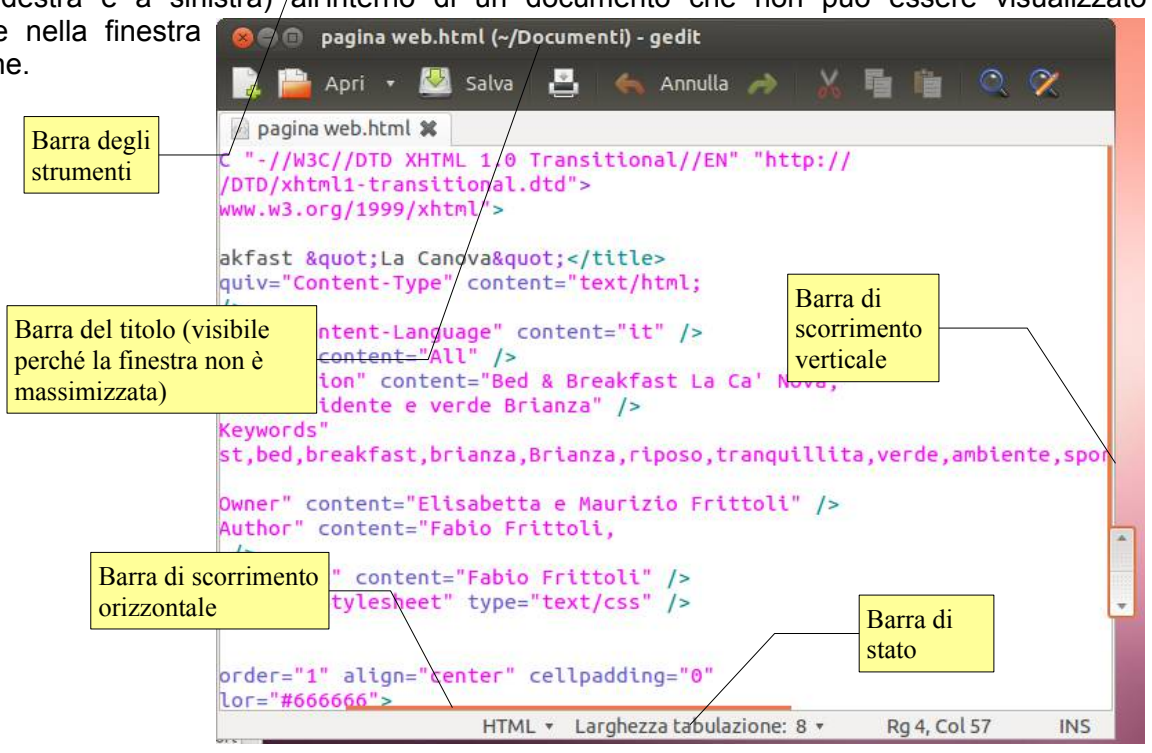 destra e a sinistra) all'interno di un documento che non può essere visualizzato
e nella finestra
ne.
pagina web.html (~/Documenti) - gedit
Apri Salva Annulla
pagina web.html
Barra degli
strumenti
C "-//W3C//DTD XHTML 1.0 Transitional//EN" "http://
/DTD/xhtml1-transitional.dtd">
www.w3.org/1999/xhtml">
akfast &quot;La Canova&quot;</title>
quiv="Content-Type" content="text/html;
/>
Barra del titolo (visibile
perché la finestra non è
massimizzata)
ntent-Language" content="it" />
content="All" />
ion" content="Bed & Breakfast La Ca' Nova,
idente e verde Brianza" />
Barra di
scorrimento
verticale
Keywords"
st,bed,breakfast,brianza,Brianza,riposo,tranquillita,verde,ambiente,spor
Owner" content="Elisabetta e Maurizio Frittoli" />
Author" content="Fabio Frittoli,
/>
" content="Fabio Frittoli" />
tylesheet" type="text/css" />
Barra di scorrimento
orizzontale
Barra di
stato
order="1" align="center" cellpadding="0"
lor="#666666">
HTML Larghezza tabulazione: 8 Rg 4, Col 57 INS